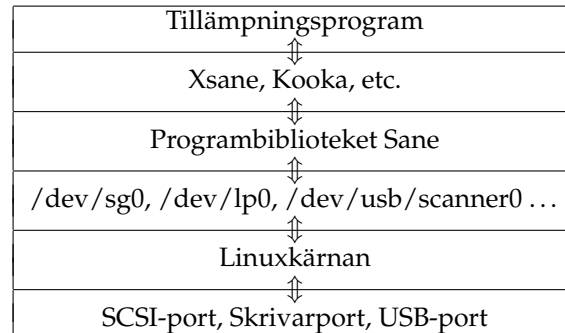 Tillämpningsprogram
Xsane, Kooka, etc.
Programbiblioteket Sane
/dev/sg0, /dev/lp0, /dev/usb/scanner0 …
Linuxkärnan
SCSI-port, Skrivarport, USB-port